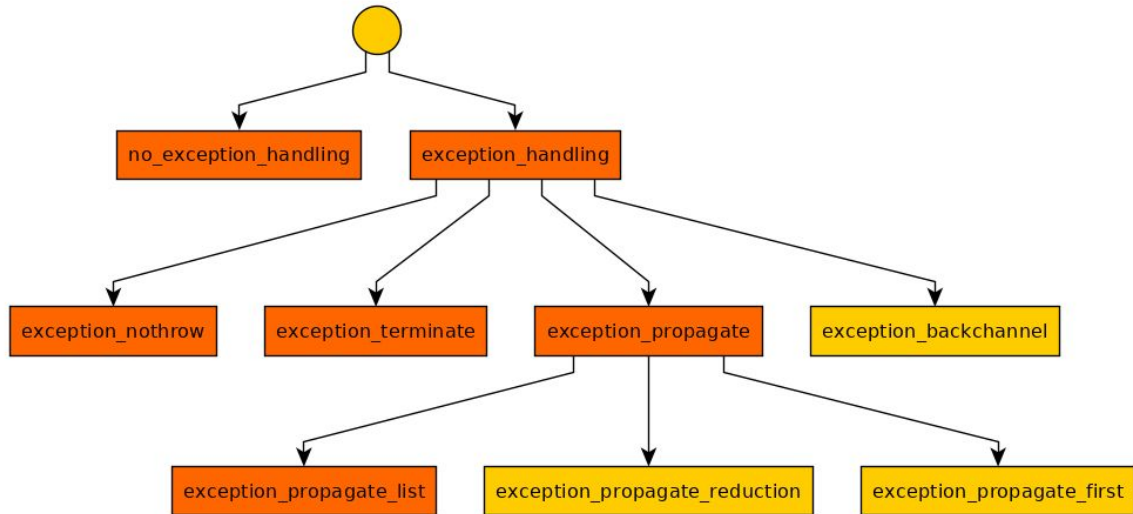 no_exception_handling
exception_handling
exception_nothrow
exception_terminate
exception_propagate
exception_backchannel
exception_propagate_list
exception_propagate_reduction
exception_propagate_first